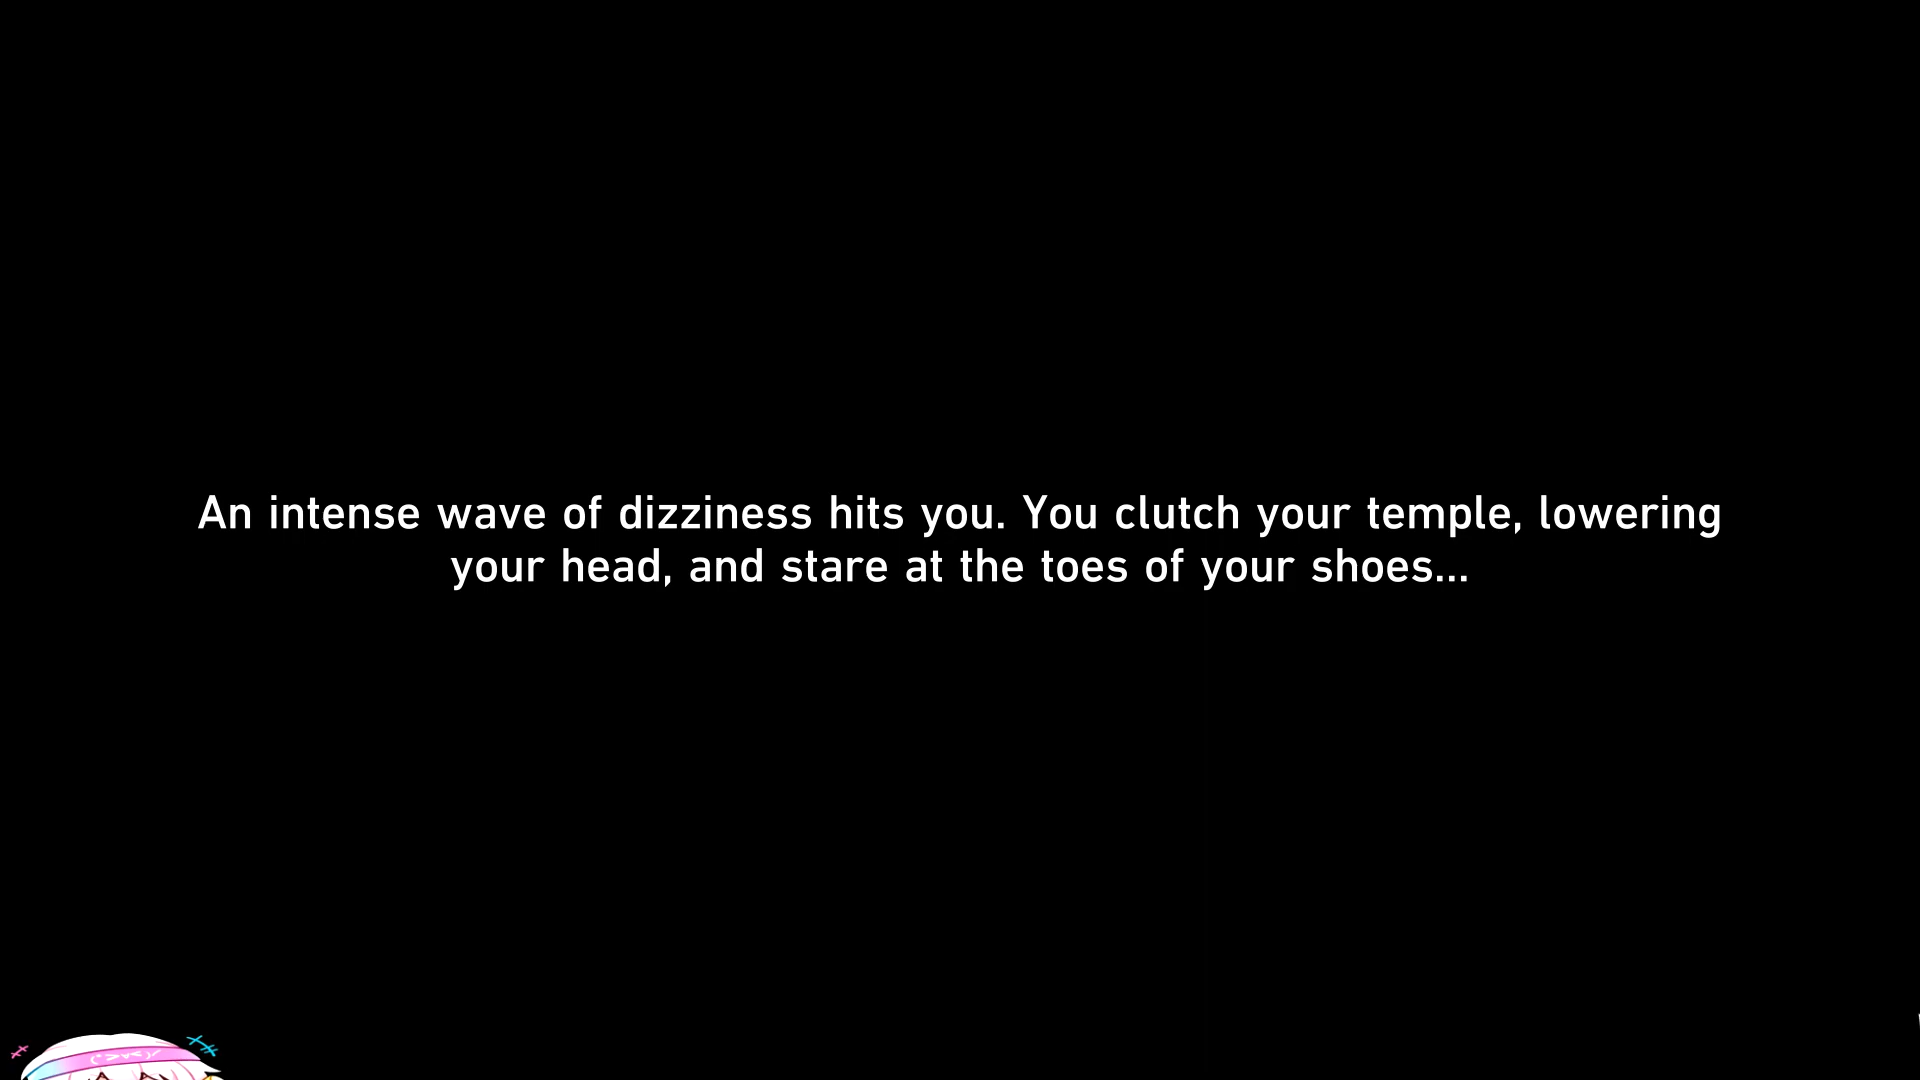 An intense wave of dizziness hits you. You clutch your temple, lowering
your head, and stare at the toes of your shoes...